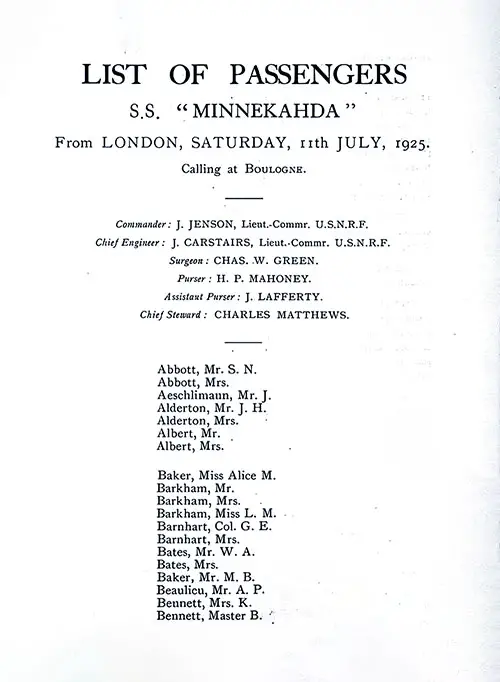 LIST OF PASSENGERS
S.S. “MINNEKAHDA”
From LONDON, SATURDAY, 11th JULY, 1925.
Calling at BOULOGNE.
Commander: J. JENSON, Lieut.-Commr. U.S.N.R.F.
Chief Engineer: J. CARSTAIRS, Lieut.-Commr. U.S.N.R.F.
Surgeon: CHAS. W. GREEN.
Purser: H. P. MAHONEY.
Assistant Purser: J. LAFFERTY.
Chief Steward: CHARLES MATTHEWS.
Abbott, Mr. S. N.
Abbott, Mrs.
Aeschlimann, Mr. J.
Alderton, Mr. J. H.
Alderton, Mrs.
Albert, Mr.
Albert, Mrs.
Baker, Miss Alice M.
Barkham, Mr.
Barkham, Mrs.
Barkham, Miss L. M.
Barnhart, Col. G. E.
Barnhart, Mrs.
Bates, Mr. W. A.
Bates, Mrs.
Baker, Mr. M. B.
Beaulieu, Mr. A. P.
Bennett, Mrs. K.
Bennett, Master B.